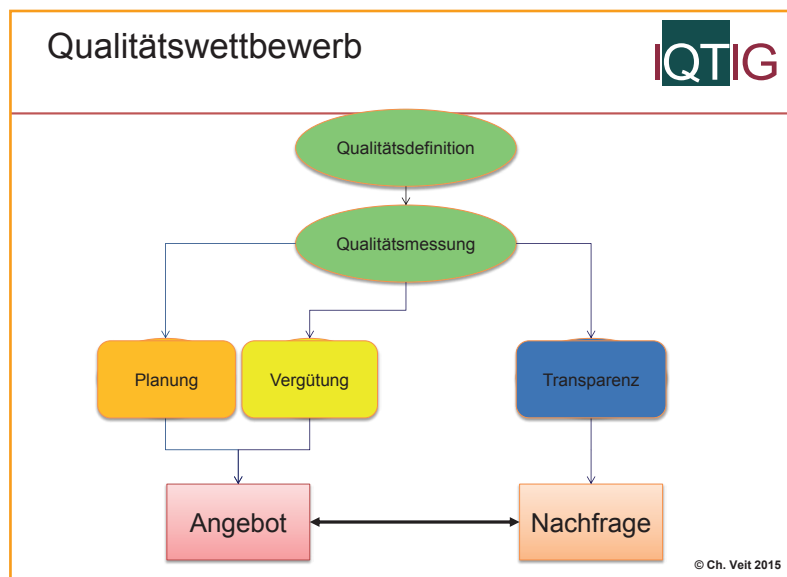 Qualitätswettbewerb
IQTIG
Qualitätsdefinition
Qualitätsmessung
Planung
Vergütung
Transparenz
Angebot
Nachfrage
© Ch. Veit 2015